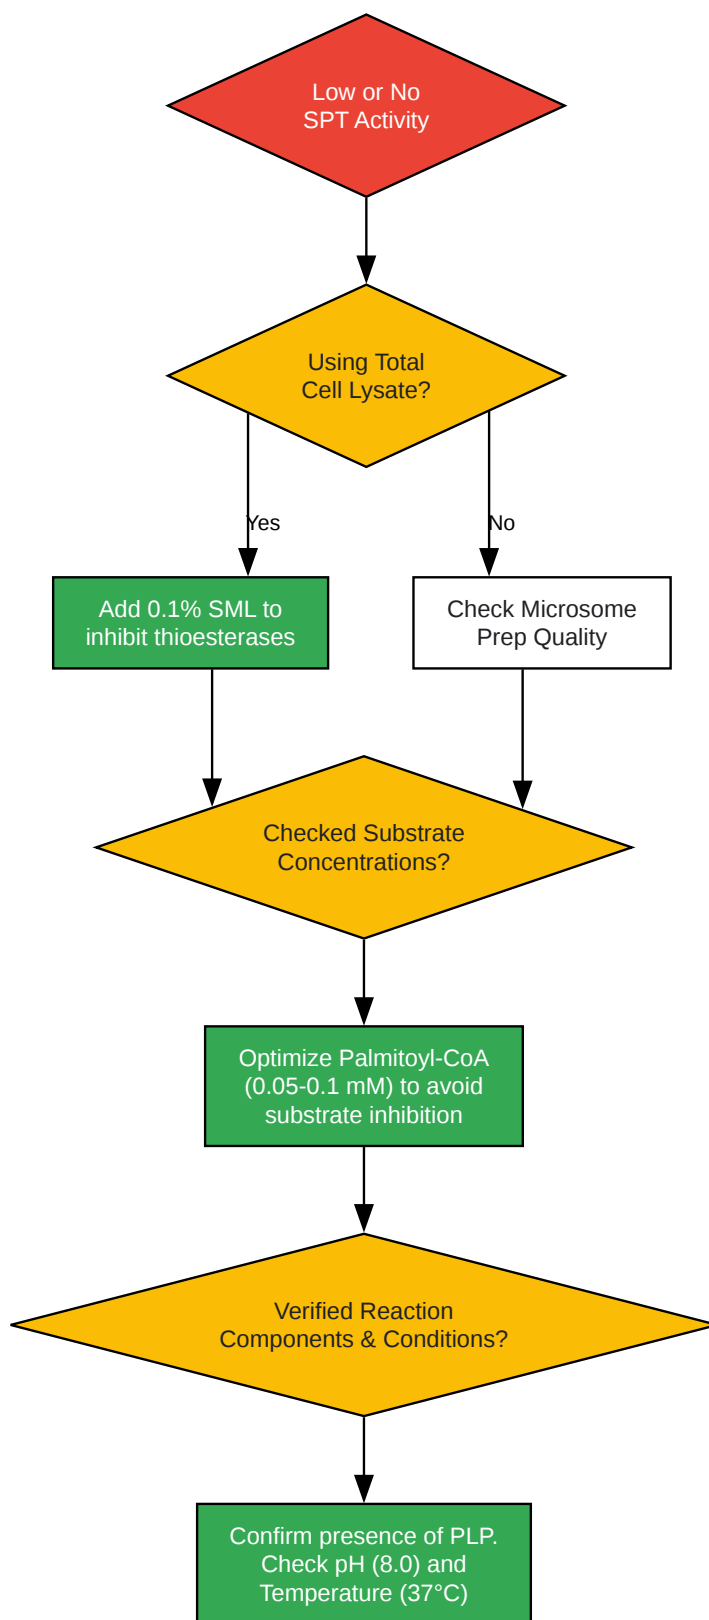 Low or No
SPT Activity
Using Total
Cell Lysate?
Yes
No
Add 0.1% SML to
inhibit thioesterases
Check Microsome
Prep Quality
Checked Substrate
Concentrations?
Optimize Palmitoyl-CoA
(0.05-0.1 mM) to avoid
substrate inhibition
Verified Reaction
Components & Conditions?
Confirm presence of PLP.
Check pH (8.0) and
Temperature (37°C)